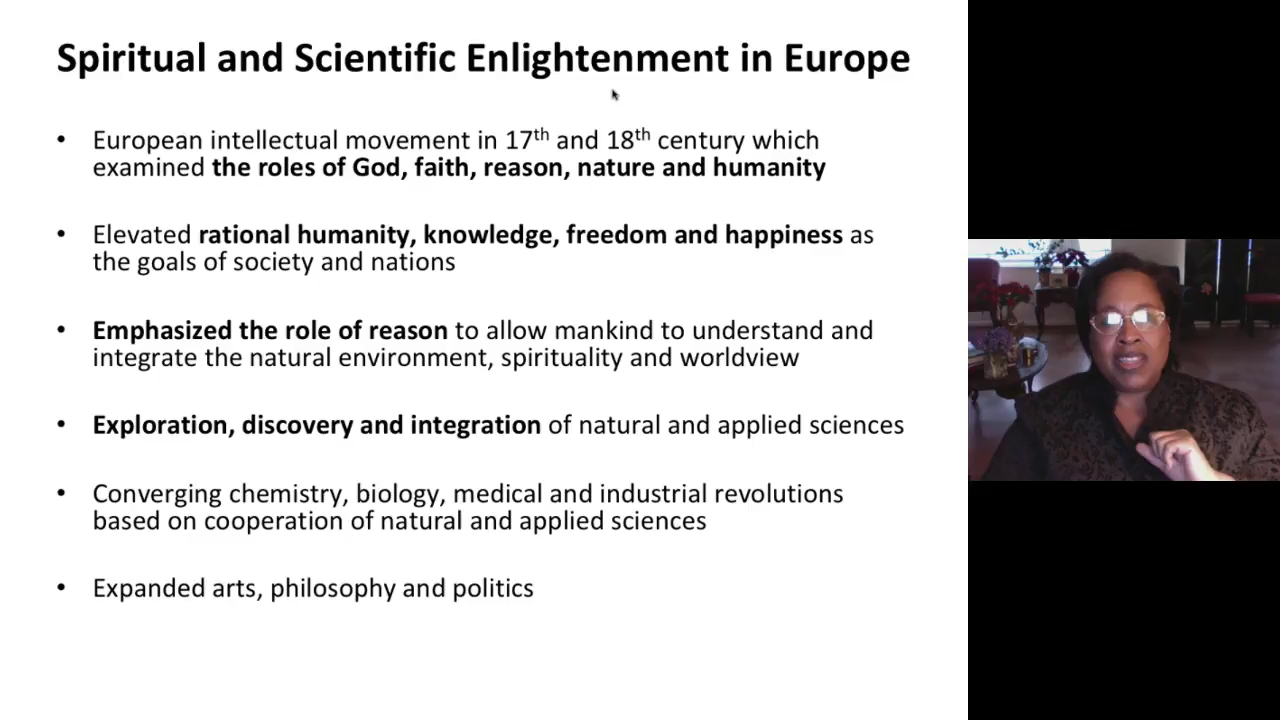 Spiritual and Scientific Enlightenment in Europe
• European intellectual movement in 17th and 18th century which
examined the roles of God, faith, reason, nature and humanity
• Elevated rational humanity, knowledge, freedom and happiness as
the goals of society and nations
• Emphasized the role of reason to allow mankind to understand and
integrate the natural environment, spirituality and worldview
• Exploration, discovery and integration of natural and applied sciences
• Converging chemistry, biology, medical and industrial revolutions
based on cooperation of natural and applied sciences
• Expanded arts, philosophy and politics